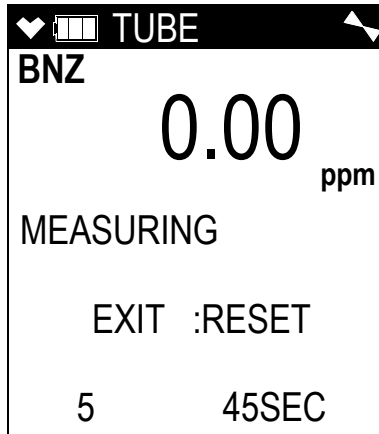 TUBE
BNZ
0.00
ppm
MEASURING
EXIT :RESET
5 45SEC